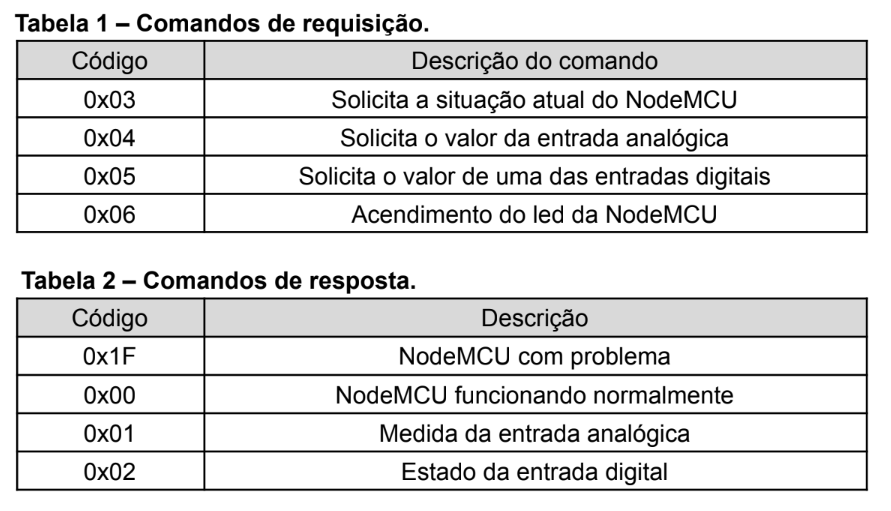 Tabela 1 – Comandos de requisição.
Código Descrição do comando
0x03 Solicita a situação atual do NodeMCU
0x04 Solicita o valor da entrada analógica
0x05 Solicita o valor de uma das entradas digitais
0x06 Acendimento do led da NodeMCU
Tabela 2 – Comandos de resposta.
Código Descrição
0x1F NodeMCU com problema
0x00 NodeMCU funcionando normalmente
0x01 Medida da entrada analógica
0x02 Estado da entrada digital